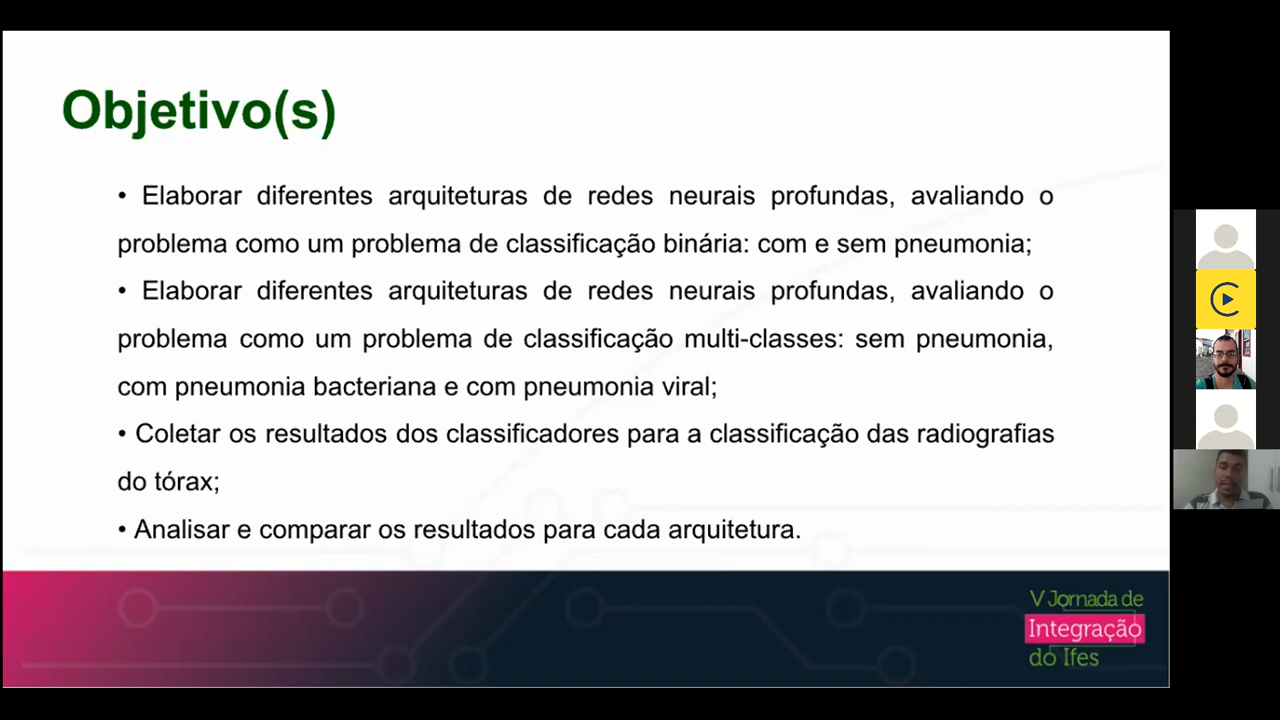 Objetivo(s)
• Elaborar diferentes arquiteturas de redes neurais profundas, avaliando o
problema como um problema de classificação binária: com e sem pneumonia;
• Elaborar diferentes arquiteturas de redes neurais profundas, avaliando o
problema como um problema de classificação multi-classes: sem pneumonia,
com pneumonia bacteriana e com pneumonia viral;
• Coletar os resultados dos classificadores para a classificação das radiografias
do tórax;
• Analisar e comparar os resultados para cada arquitetura.
V Jornada de
Integração
do Ifes